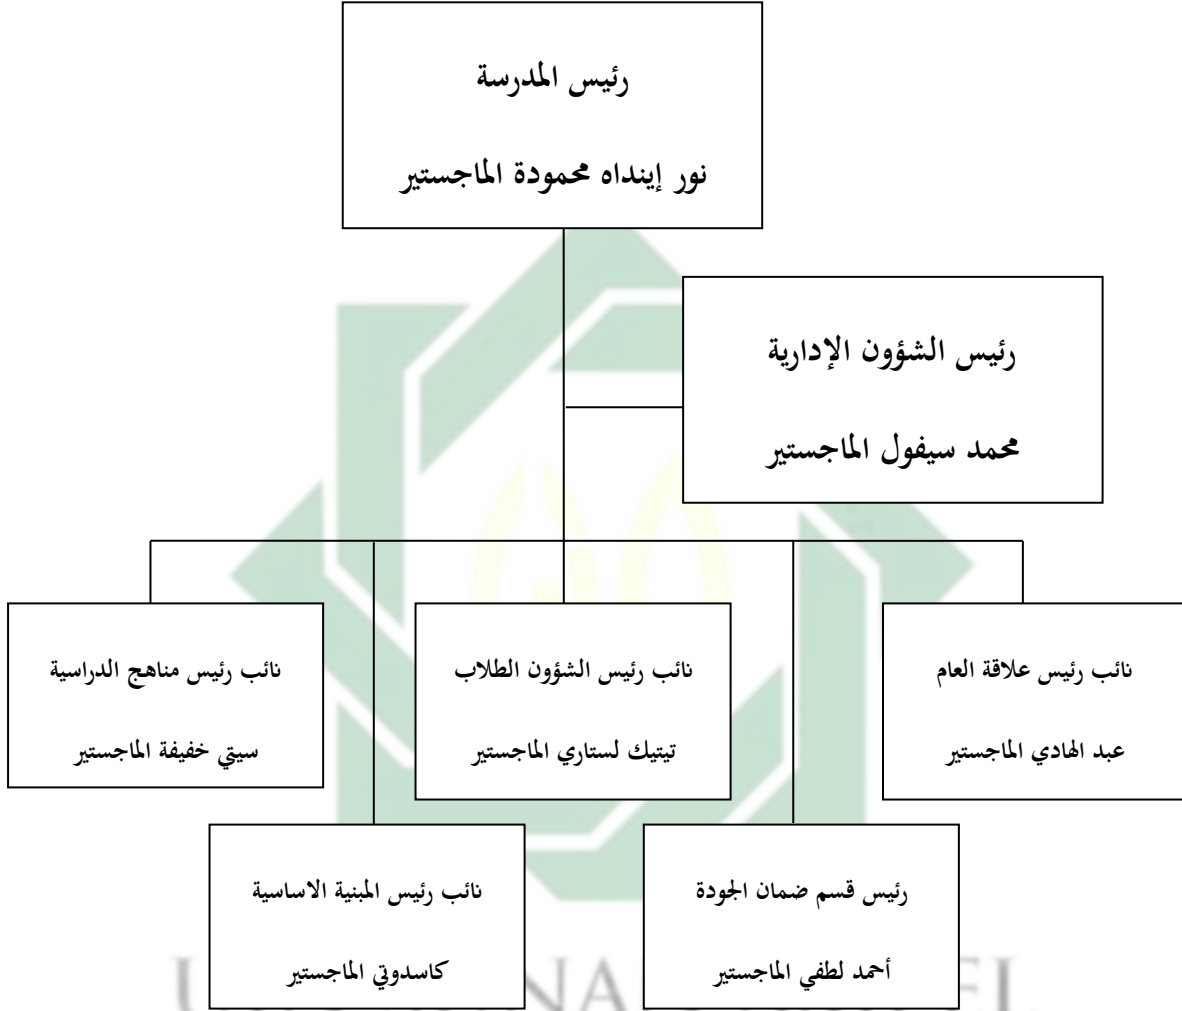 رئيس المدرسة
نور إينداه محمودة الماجستير
رئيس الشؤون الإدارية
محمد سيفول الماجستير
نائب رئيس علاقة العام
عبد الهادي الماجستير
نائب رئيس الشؤون الطلاب
تيتيك لستاري الماجستير
نائب رئيس مناهج الدراسية
سيتي خفيفة الماجستير
رئيس قسم ضمان الجودة
أحمد لطفي الماجستير
نائب رئيس المبنية الاساسية
كاسدوتي الماجستير